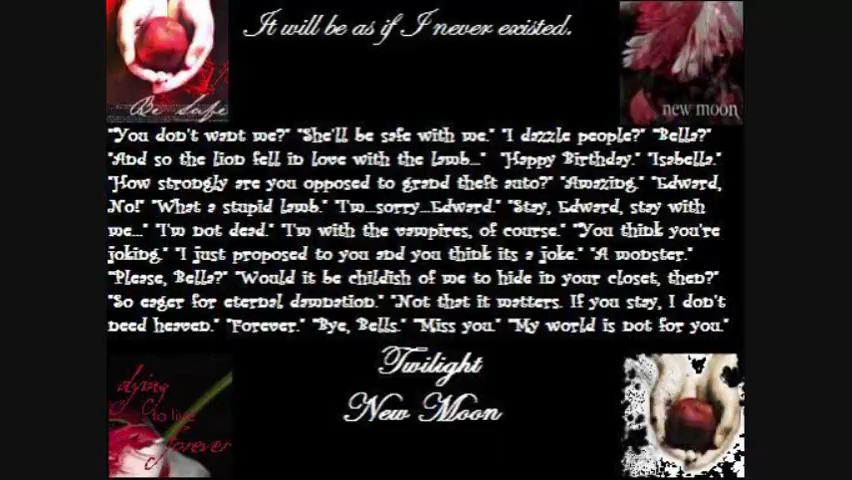 It will be as if I never existed.
Be safe
new moon
"You don't want me?" "She'll be safe with me." "I dazzle people?" "Bella?"
"And so the lion fell in love with the lamb..." "Happy Birthday." "Isabella."
"How strongly are you opposed to grand theft auto?" "Amazing." "Edward,
No!" "What a stupid lamb." "I'm...sorry...Edward." "Stay, Edward, stay with
me..." "I'm not dead." "I'm with the vampires, of course." "You think you're
joking." "I just proposed to you and you think its a joke." "A monster."
"Please, Bella?" "Would it be childish of me to hide in your closet, then?"
"So eager for eternal damnation." "Not that it matters. If you stay, I don't
need heaven." "Forever." "Bye, Bells." "Miss you." "My world is not for you."
Twilight
New Moon
dying
to live
forever